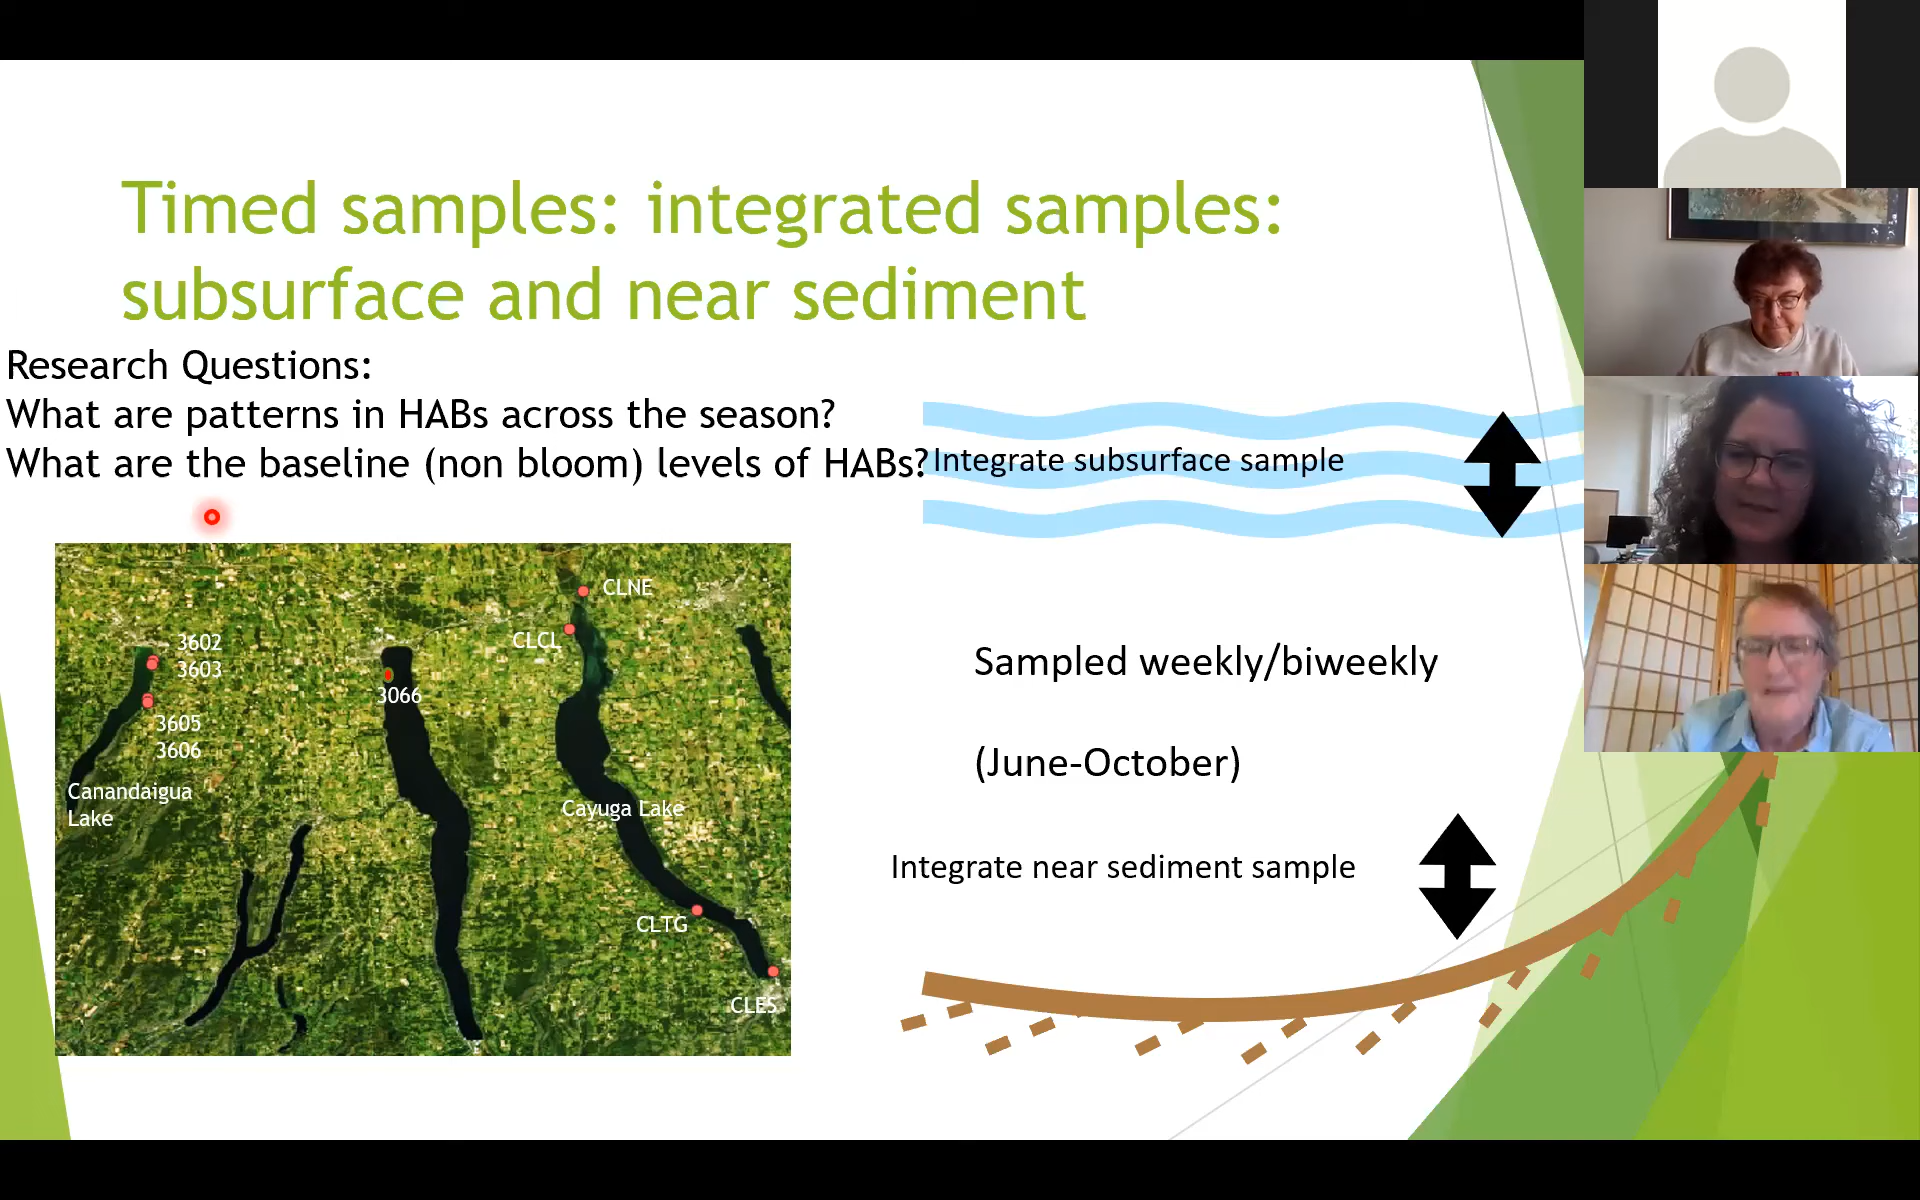 Timed samples: integrated samples:
subsurface and near sediment
Research Questions:
What are patterns in HABs across the season?
What are the baseline (non bloom) levels of HABs?
Integrate subsurface sample
Sampled weekly/biweekly
(June-October)
Integrate near sediment sample
CLNE
CLCL
3602
3603
3066
3605
3606
Canandaigua
Lake
Cayuga Lake
CLTG
CLES